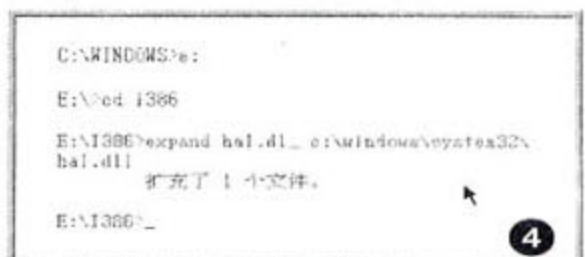 C:\WINDOWS>e:
E:\>cd i386
E:\I386>expand hal.dl_ c:\windows\system32\
hal.dll
扩充了 1 个文件。
E:\I386>_
4